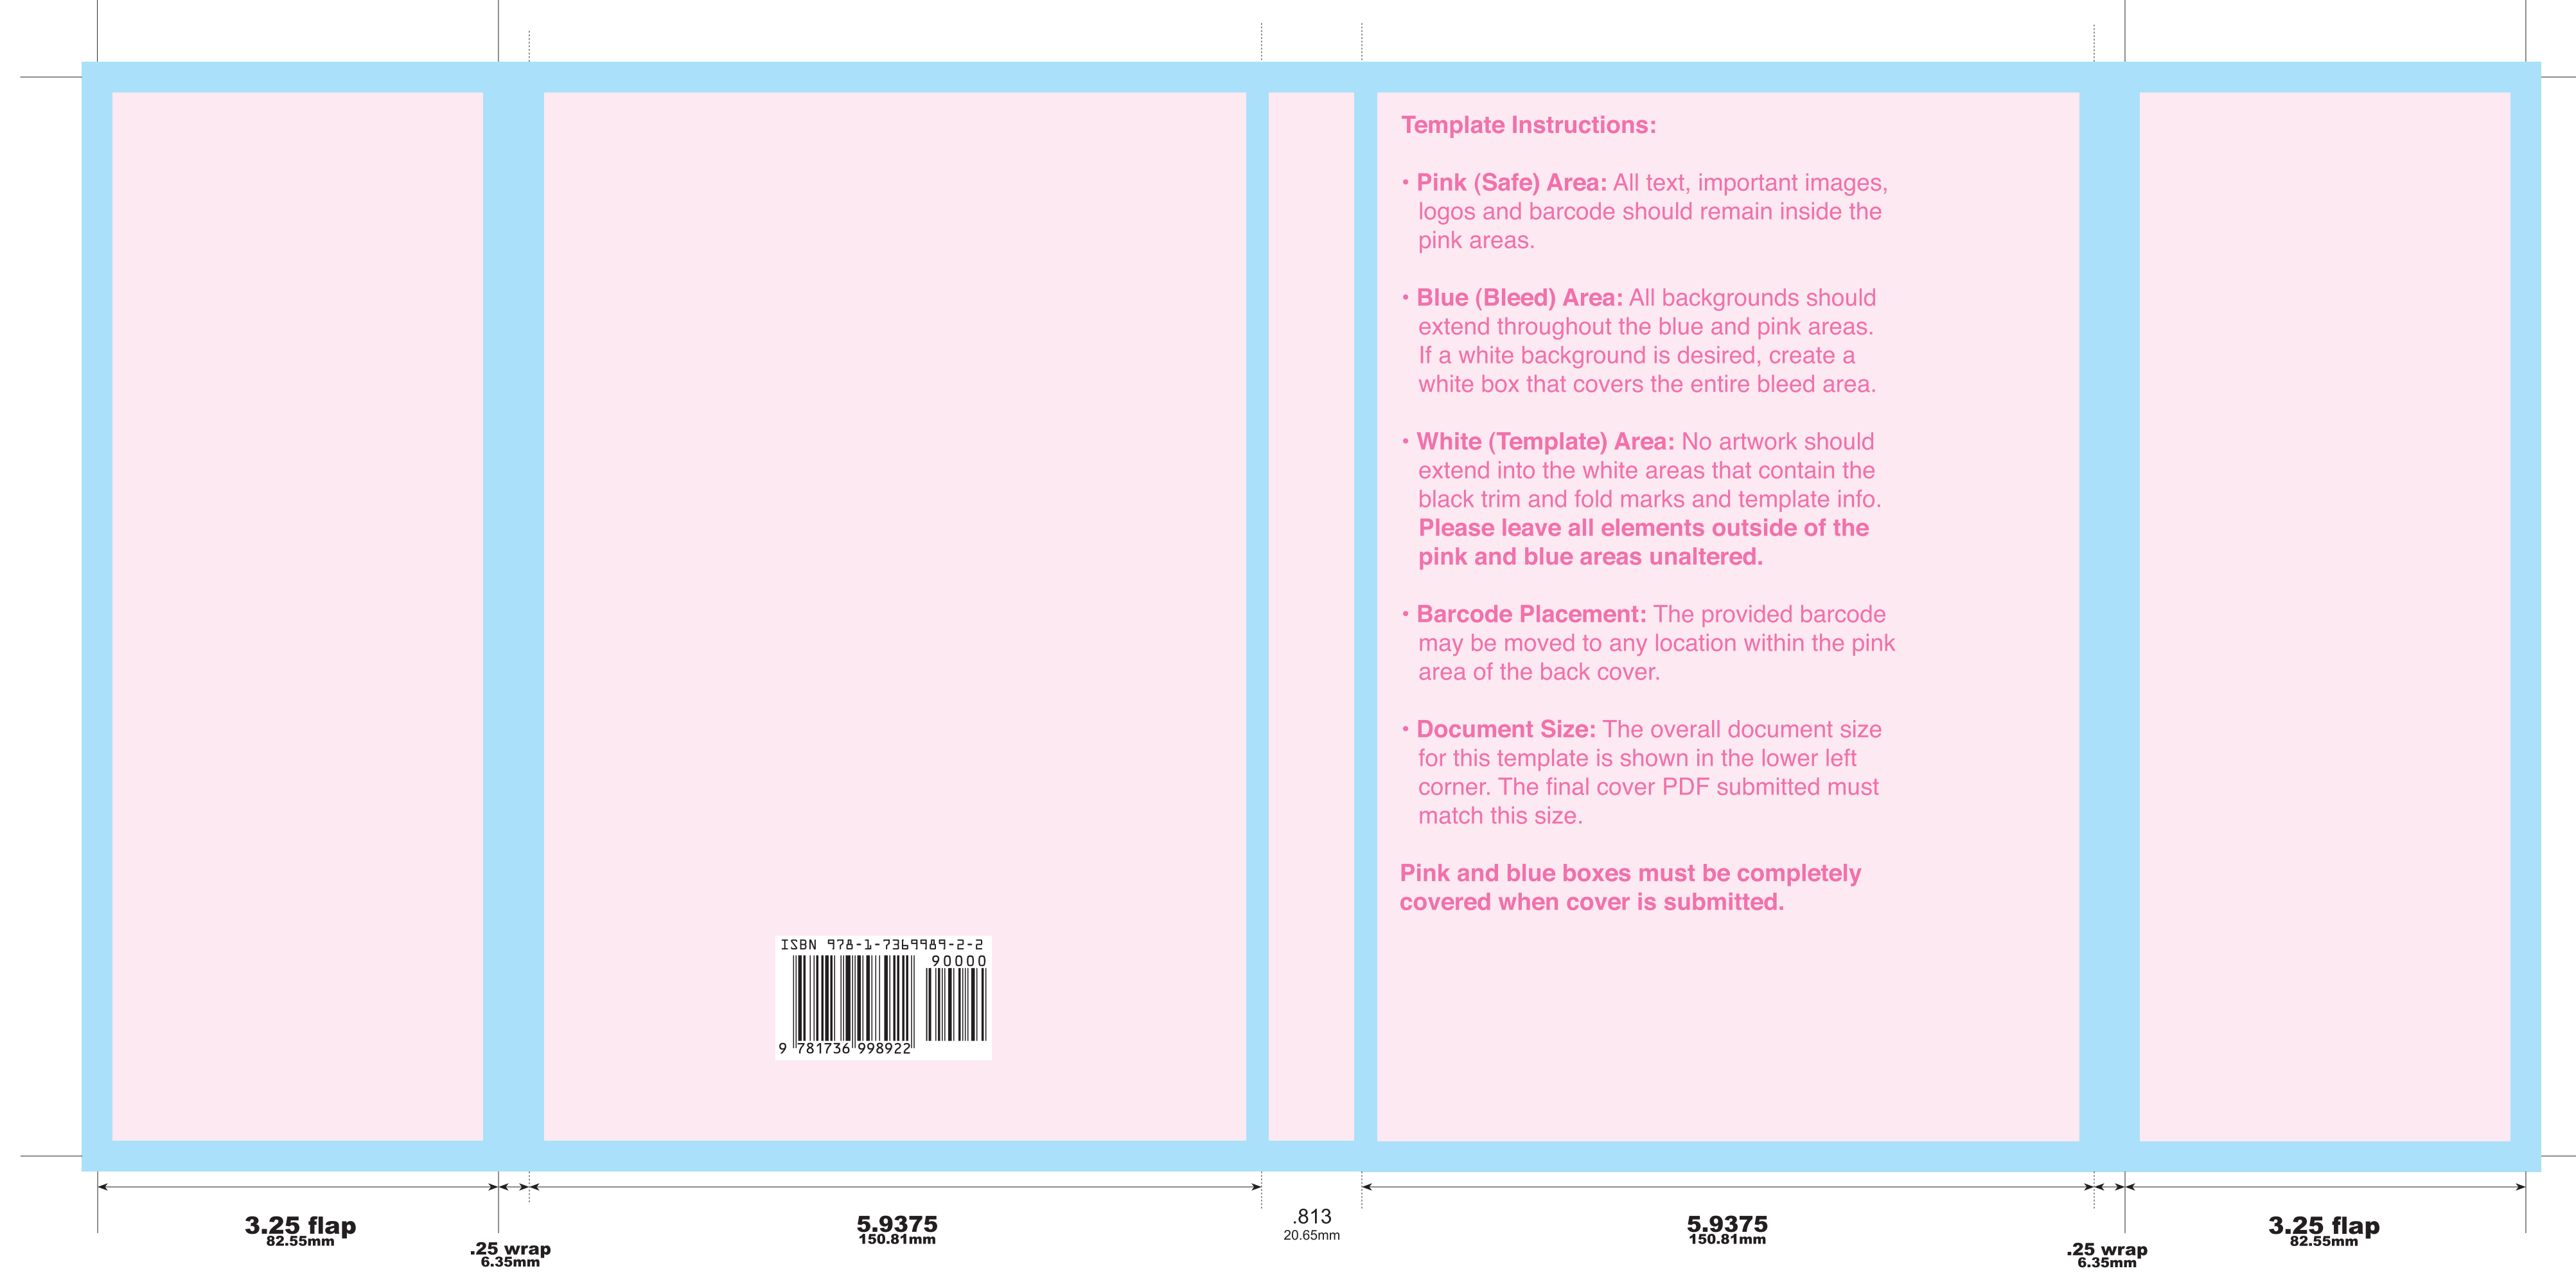 Template Instructions:
• Pink (Safe) Area: All text, important images,
logos and barcode should remain inside the
pink areas.
• Blue (Bleed) Area: All backgrounds should
extend throughout the blue and pink areas.
If a white background is desired, create a
white box that covers the entire bleed area.
• White (Template) Area: No artwork should
extend into the white areas that contain the
black trim and fold marks and template info.
Please leave all elements outside of the
pink and blue areas unaltered.
• Barcode Placement: The provided barcode
may be moved to any location within the pink
area of the back cover.
• Document Size: The overall document size
for this template is shown in the lower left
corner. The final cover PDF submitted must
match this size.
Pink and blue boxes must be completely
covered when cover is submitted.
ISBN 978-1-7369989-2-2
90000
9 781736 998922
3.25 flap
82.55mm
.25 wrap
6.35mm
5.9375
150.81mm
.813
20.65mm
5.9375
150.81mm
.25 wrap
6.35mm
3.25 flap
82.55mm